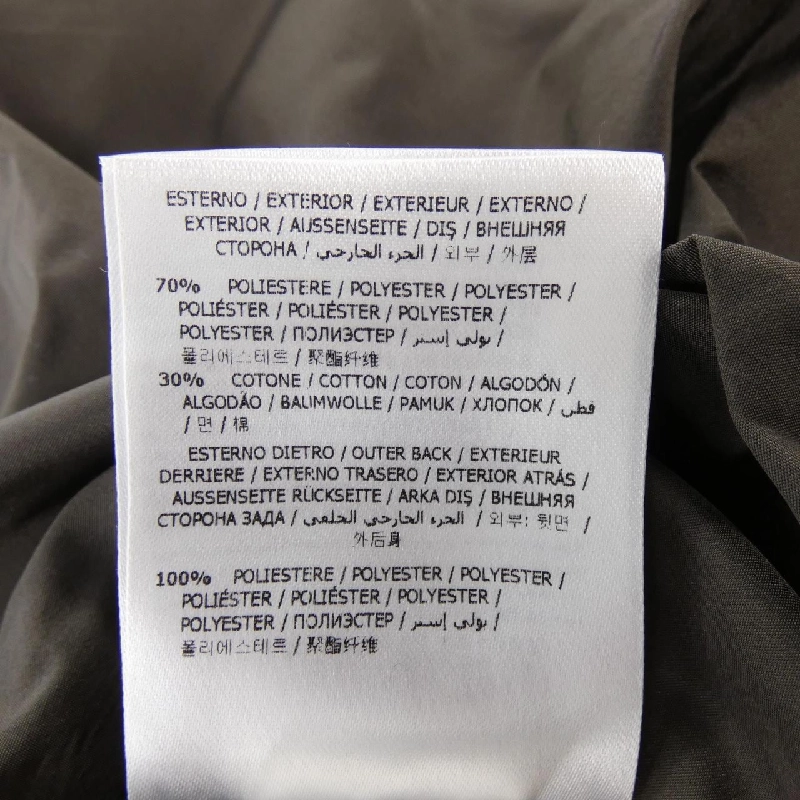 ESTERNO / EXTERIOR / EXTERIEUR / EXTERNO /
EXTERIOR / AUSSENSEITE / DIŞ / ВНЕШНЯЯ
СТОРОНА / الجزء الخارجي / 외부 / 外层
70% POLIESTERE / POLYESTER / POLYESTER /
POLIÉSTER / POLIÉSTER / POLYESTER /
POLYESTER / ПОЛИЭСТЕР / بولي إستر /
폴리에스테르 / 聚酯纤维
30% COTONE / COTTON / COTON / ALGODÓN /
ALGODÃO / BAUMWOLLE / PAMUK / ХЛОПОК / قطن
/ 면 / 棉
ESTERNO DIETRO / OUTER BACK / EXTERIEUR
DERRIERE / EXTERNO TRASERO / EXTERIOR ATRÁS /
AUSSENSEITE RÜCKSEITE / ARKA DIŞ / ВНЕШНЯЯ
СТОРОНА ЗАДА / الجزء الخارجي الخلفي / 외부: 뒷면 /
外后身
100% POLIESTERE / POLYESTER / POLYESTER /
POLIÉSTER / POLIÉSTER / POLYESTER /
POLYESTER / ПОЛИЭСТЕР / بولي إستر /
폴리에스테르 / 聚酯纤维